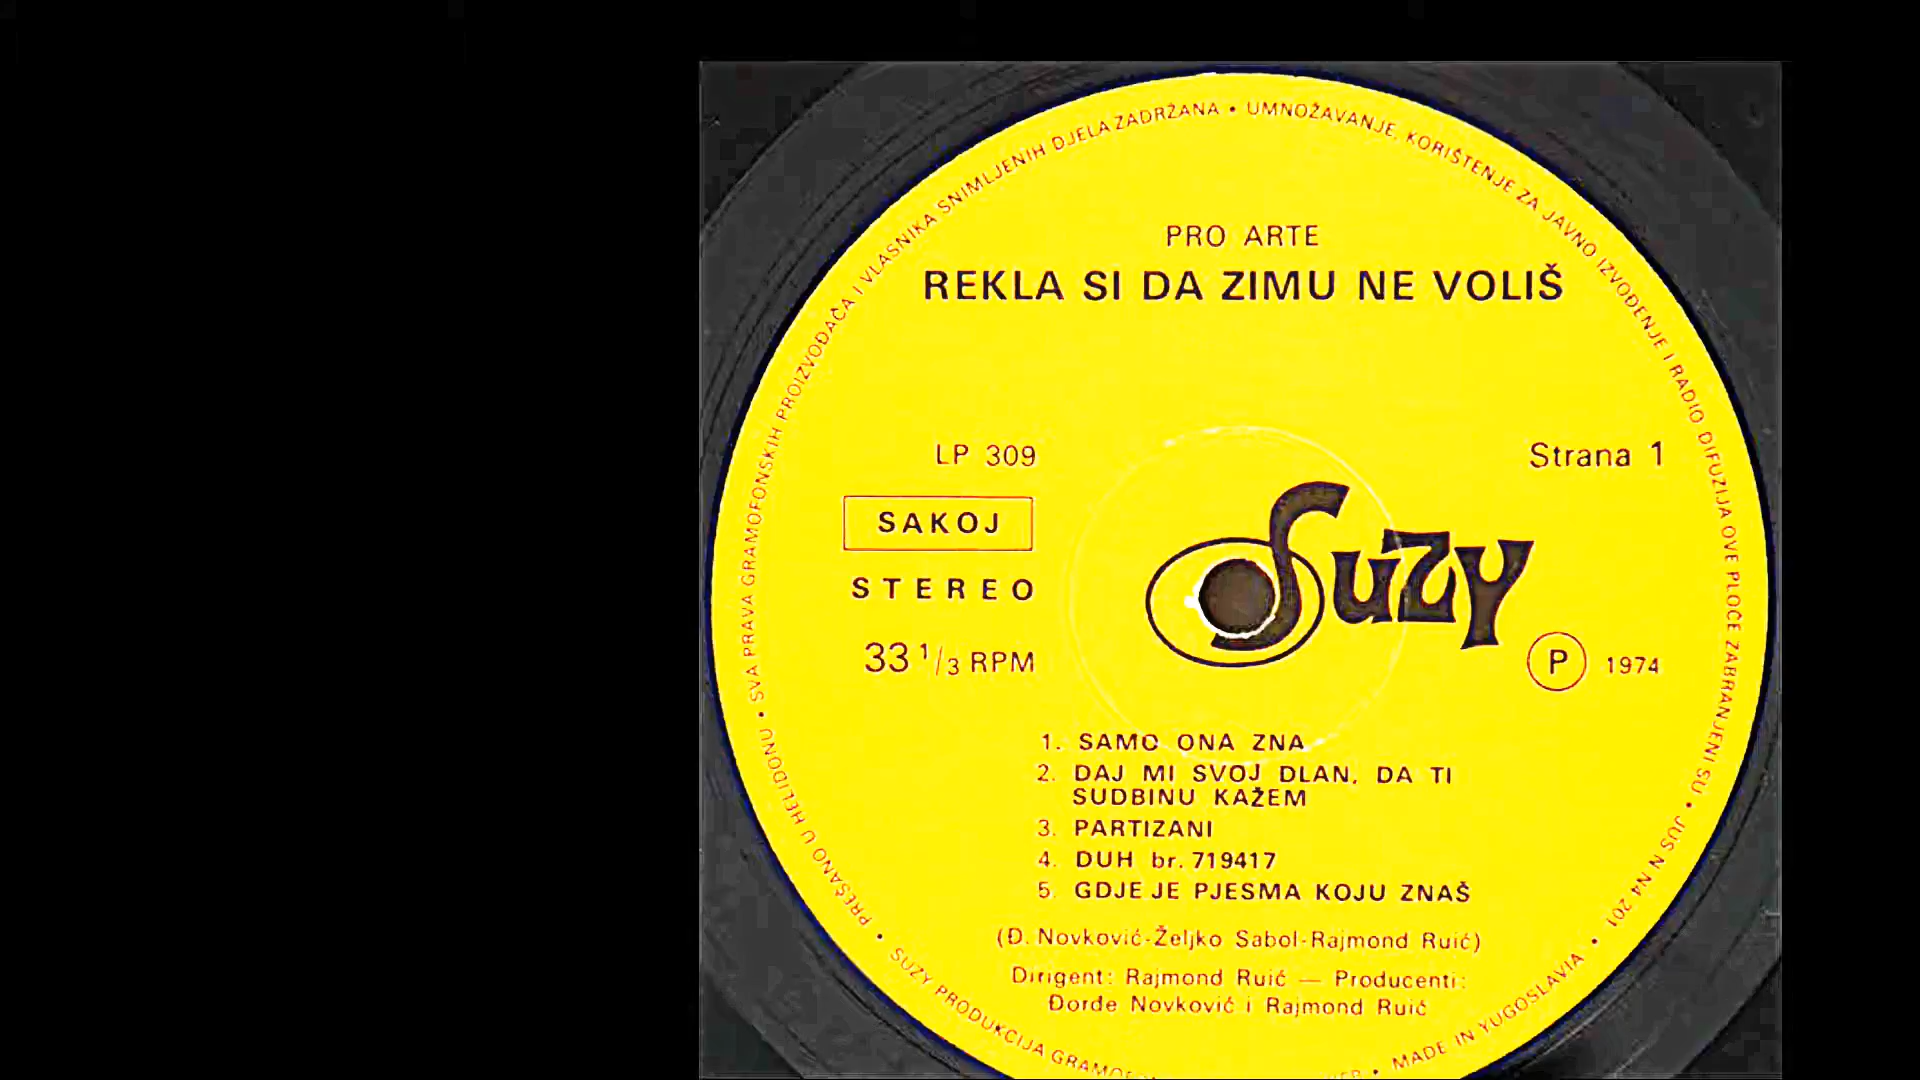 SVA PRAVA GRAMOFONSKIH PROIZVOĐAČA I VLASNIKA SNIMLJENIH DJELA ZADRŽANA • UMNOŽAVANJE, KORIŠTENJE ZA JAVNO IZVOĐENJE I RADIO DIFUZIJA OVE PLOČE ZABRANJENI SU • JUS N N4 201 •
PRO ARTE
REKLA SI DA ZIMU NE VOLIŠ
LP 309
Strana 1
SAKOJ
STEREO
Suzy
33 1/3 RPM
P 1974
1. SAMO ONA ZNA
2. DAJ MI SVOJ DLAN, DA TI
SUDBINU KAŽEM
3. PARTIZANI
4. DUH br. 719417
5. GDJE JE PJESMA KOJU ZNAŠ
(Đ. Novković-Željko Sabol-Rajmond Ruić)
Dirigent: Rajmond Ruić — Producenti:
Đorđe Novković i Rajmond Ruić
PREŠANO U HELIDONU •
• SUZY PRODUKCIJA
• MADE IN YUGOSLAVIA